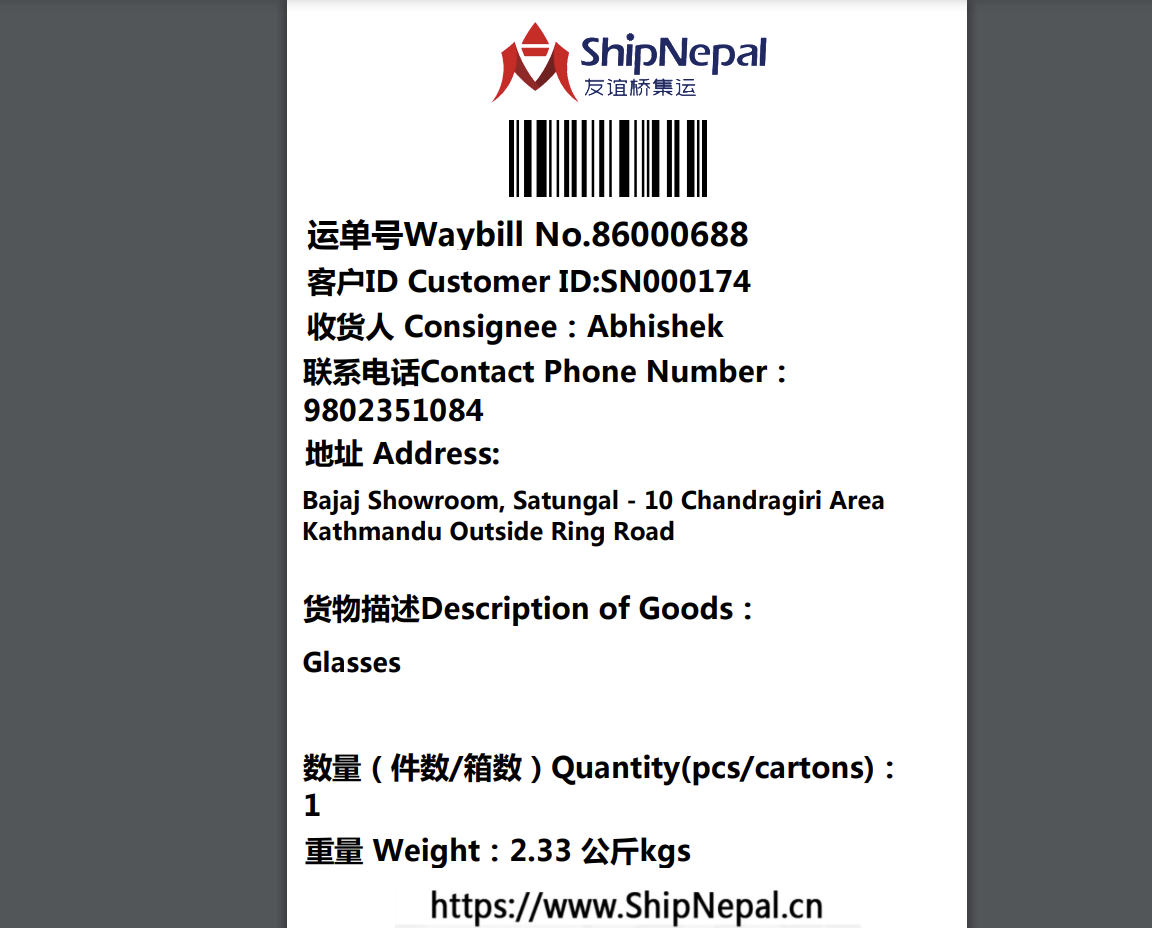 ShipNepal
友谊桥集运
运单号Waybill No.86000688
客户ID Customer ID:SN000174
收货人 Consignee：Abhishek
联系电话Contact Phone Number：
9802351084
地址 Address:
Bajaj Showroom, Satungal - 10 Chandragiri Area
Kathmandu Outside Ring Road
货物描述Description of Goods：
Glasses
数量（件数/箱数）Quantity(pcs/cartons)：
1
重量 Weight：2.33 公斤kgs
https://www.ShipNepal.cn